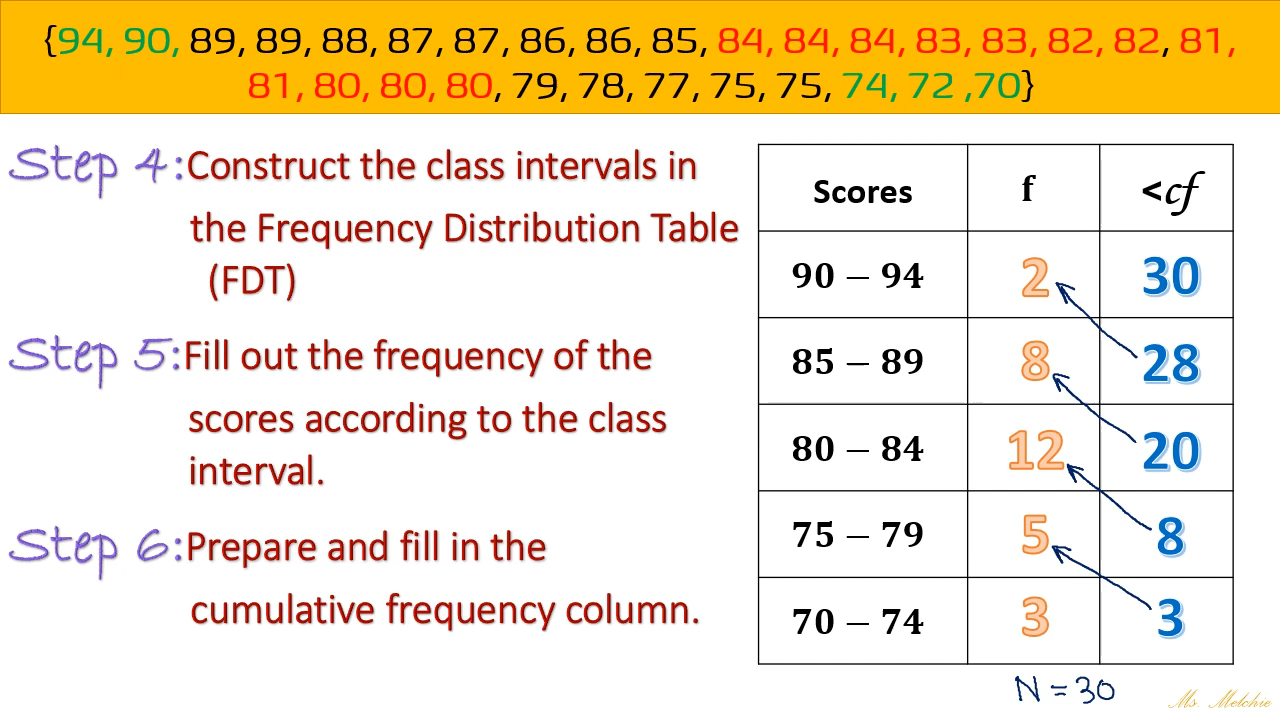 {94, 90, 89, 89, 88, 87, 87, 86, 86, 85, 84, 84, 84, 83, 83, 82, 82, 81,
81, 80, 80, 80, 79, 78, 77, 75, 75, 74, 72 ,70}
Step 4:Construct the class intervals in
the Frequency Distribution Table
(FDT)
Step 5:Fill out the frequency of the
scores according to the class
interval.
Step 6:Prepare and fill in the
cumulative frequency column.
Scores f <cf
90 – 94 2 30
85 – 89 8 28
80 – 84 12 20
75 – 79 5 8
70 – 74 3 3
N = 30
Ms. Melchie